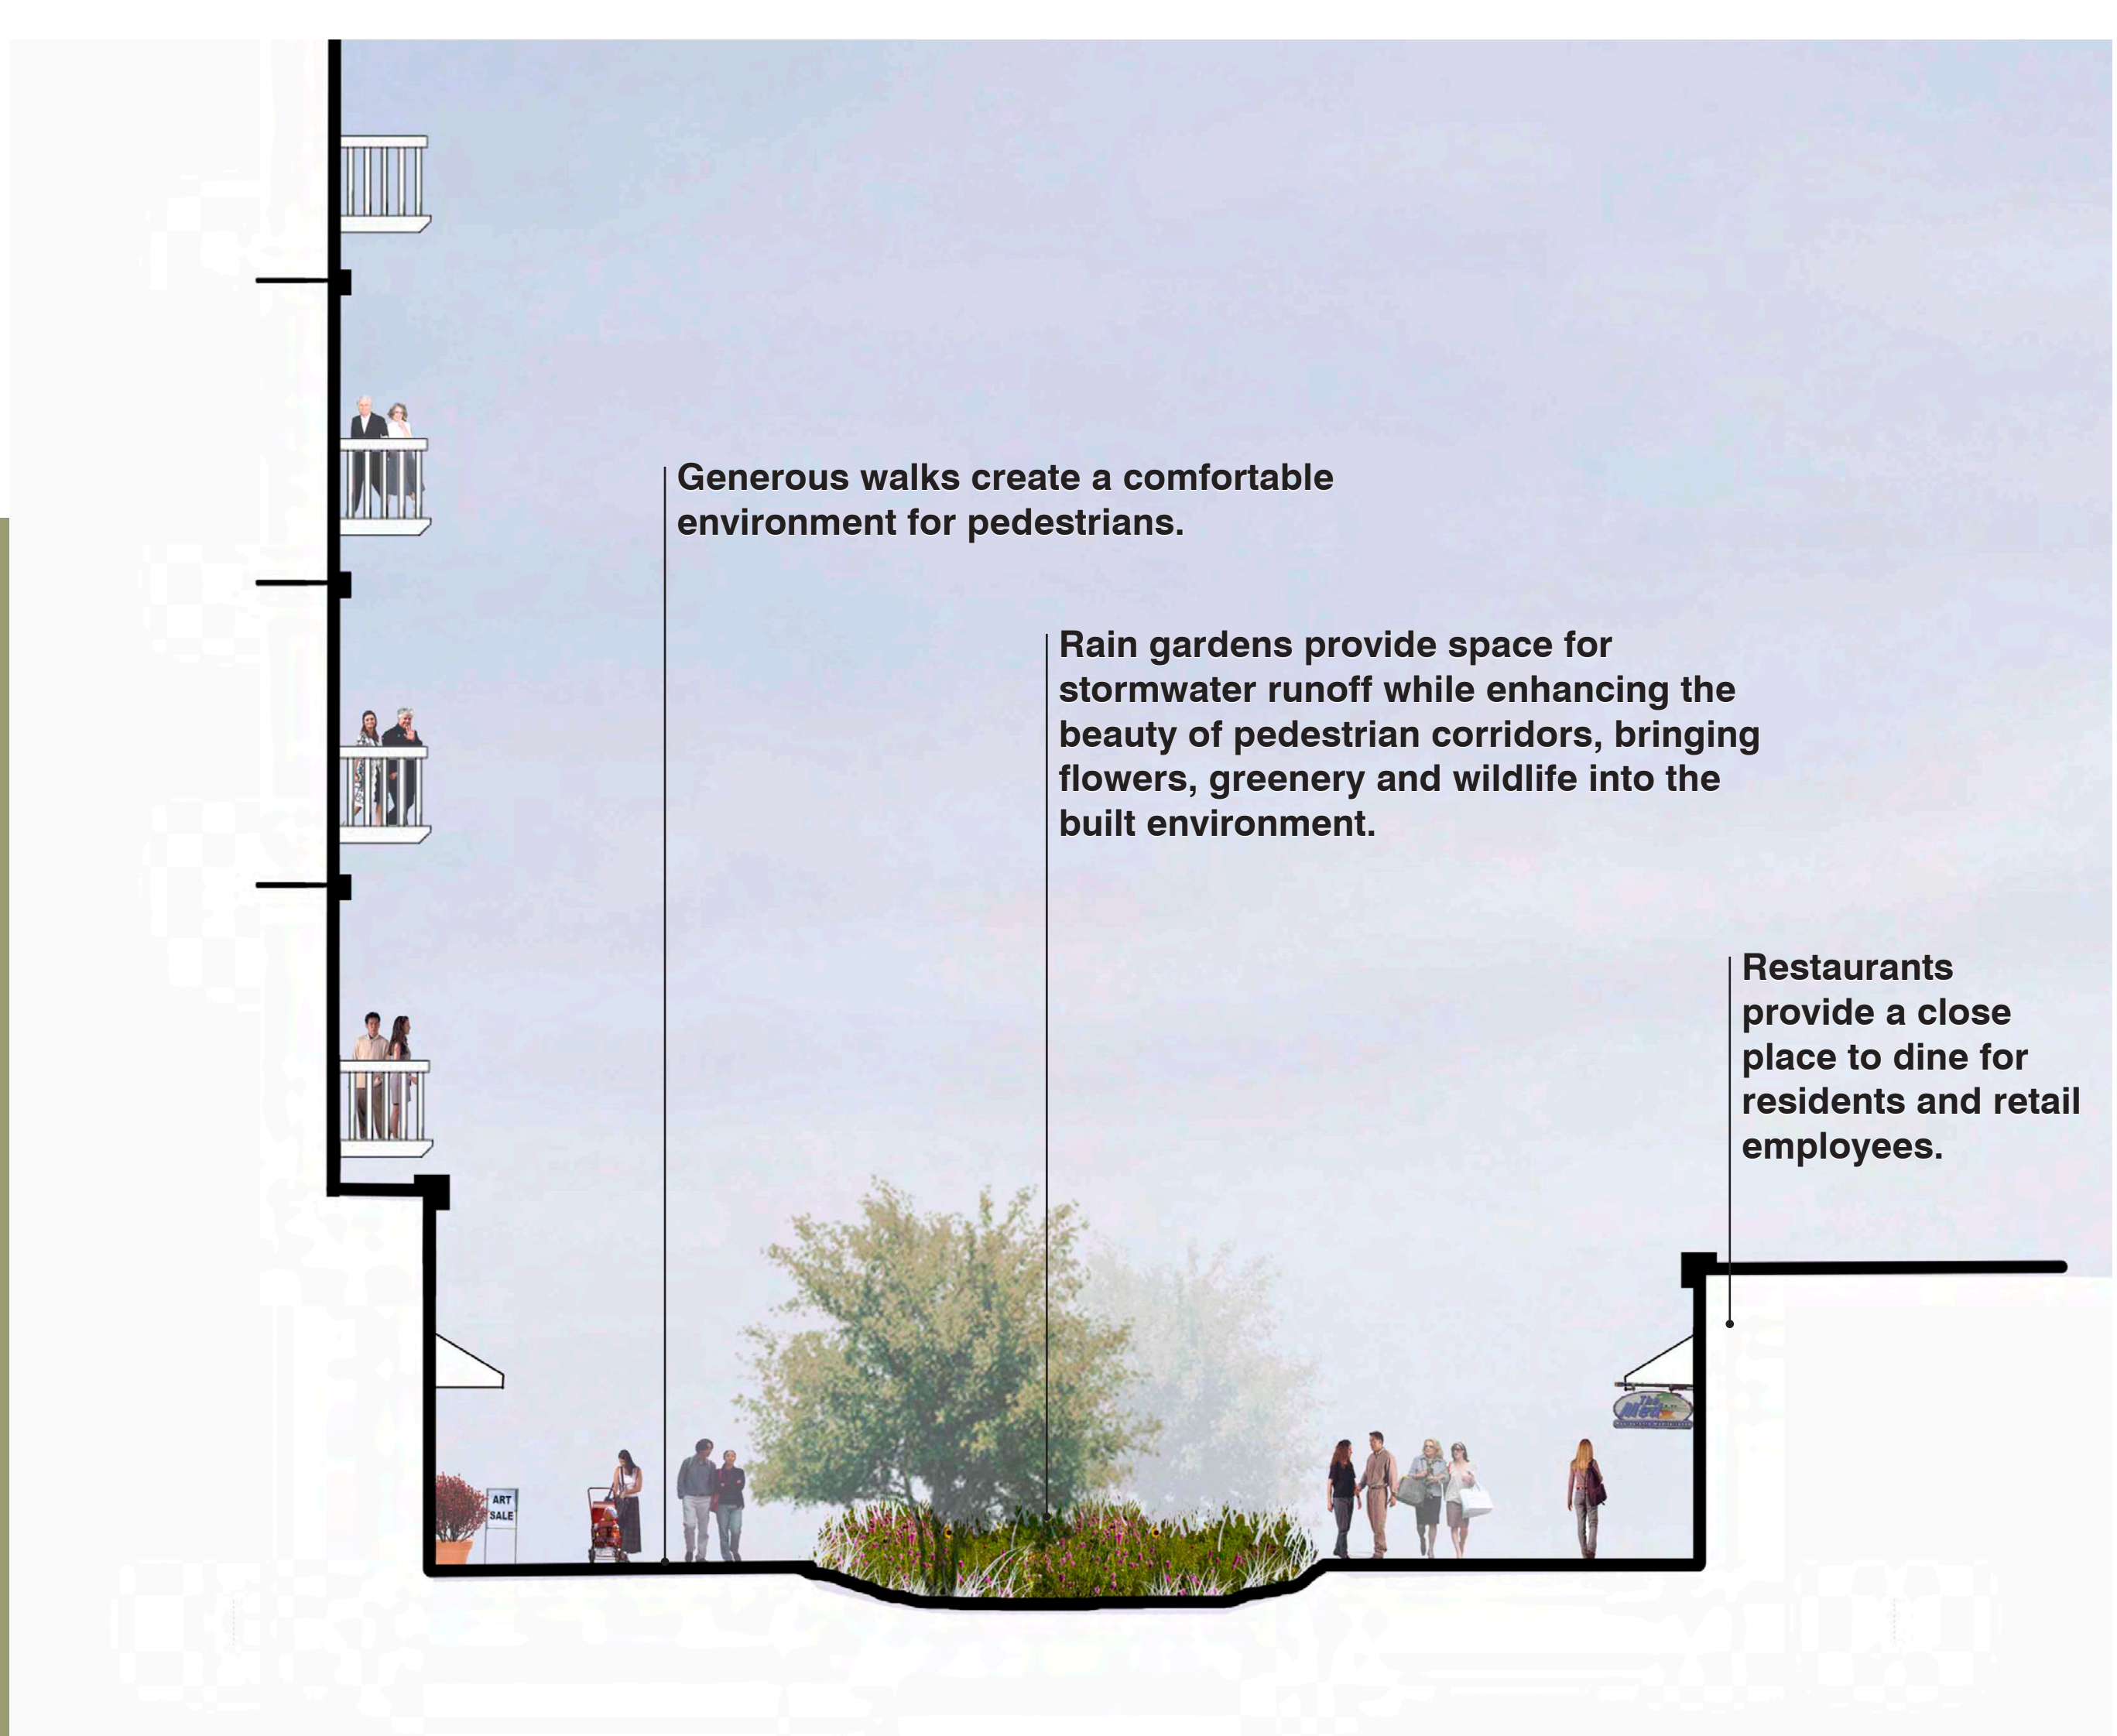 Generous walks create a comfortable
environment for pedestrians.
Rain gardens provide space for
stormwater runoff while enhancing the
beauty of pedestrian corridors, bringing
flowers, greenery and wildlife into the
built environment.
Restaurants
provide a close
place to dine for
residents and retail
employees.
The
Med
ART
SALE